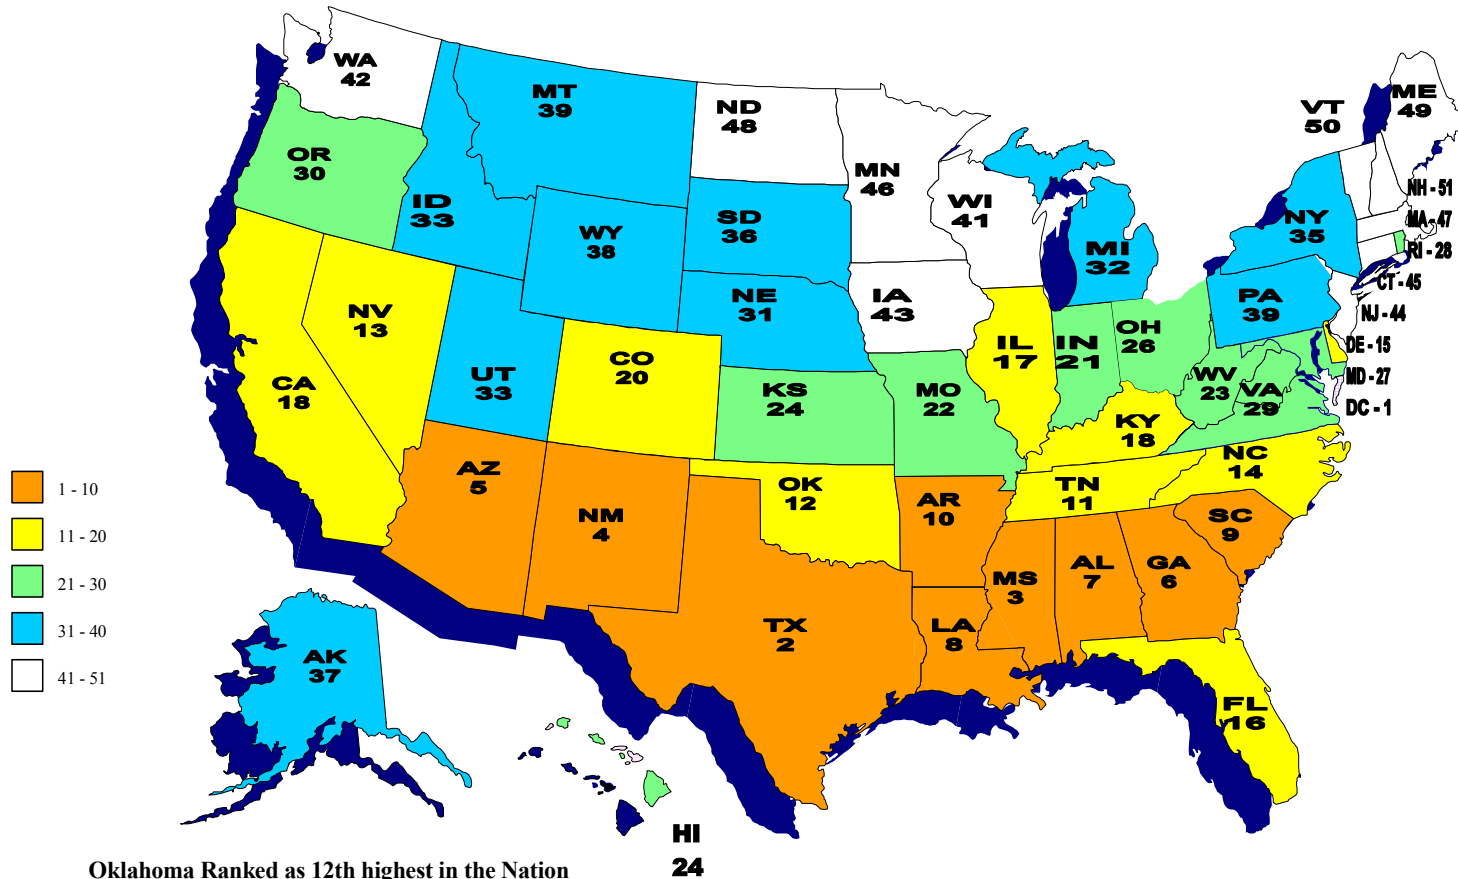 WA
42
MT
39
ND
48
MN
46
VT
50
ME
49
OR
30
ID
33
WY
38
SD
36
WI
41
MI
32
NY
35
NH - 51
MA - 47
RI - 28
CT - 45
NJ - 44
DE - 15
MD - 27
DC - 1
NV
13
CA
18
UT
33
CO
20
NE
31
IA
43
KS
24
MO
22
IL
17
IN
21
OH
26
PA
39
WV
23
VA
29
KY
18
NC
14
TN
11
SC
9
AZ
5
NM
4
OK
12
AR
10
TX
2
LA
8
MS
3
AL
7
GA
6
FL
16
AK
37
HI
24
1 - 10
11 - 20
21 - 30
31 - 40
41 - 51
Oklahoma Ranked as 12th highest in the Nation